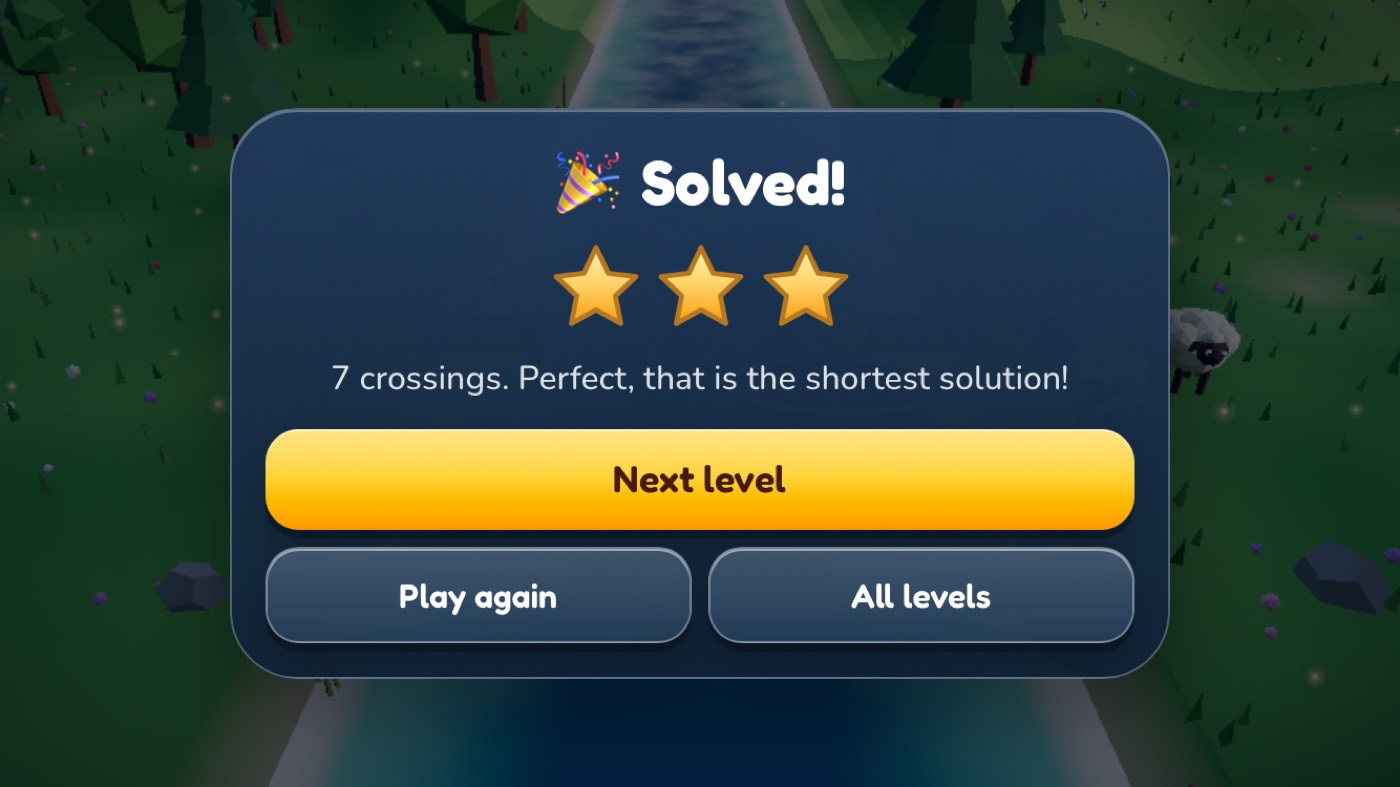 Solved!
7 crossings. Perfect, that is the shortest solution!
Next level
Play again
All levels